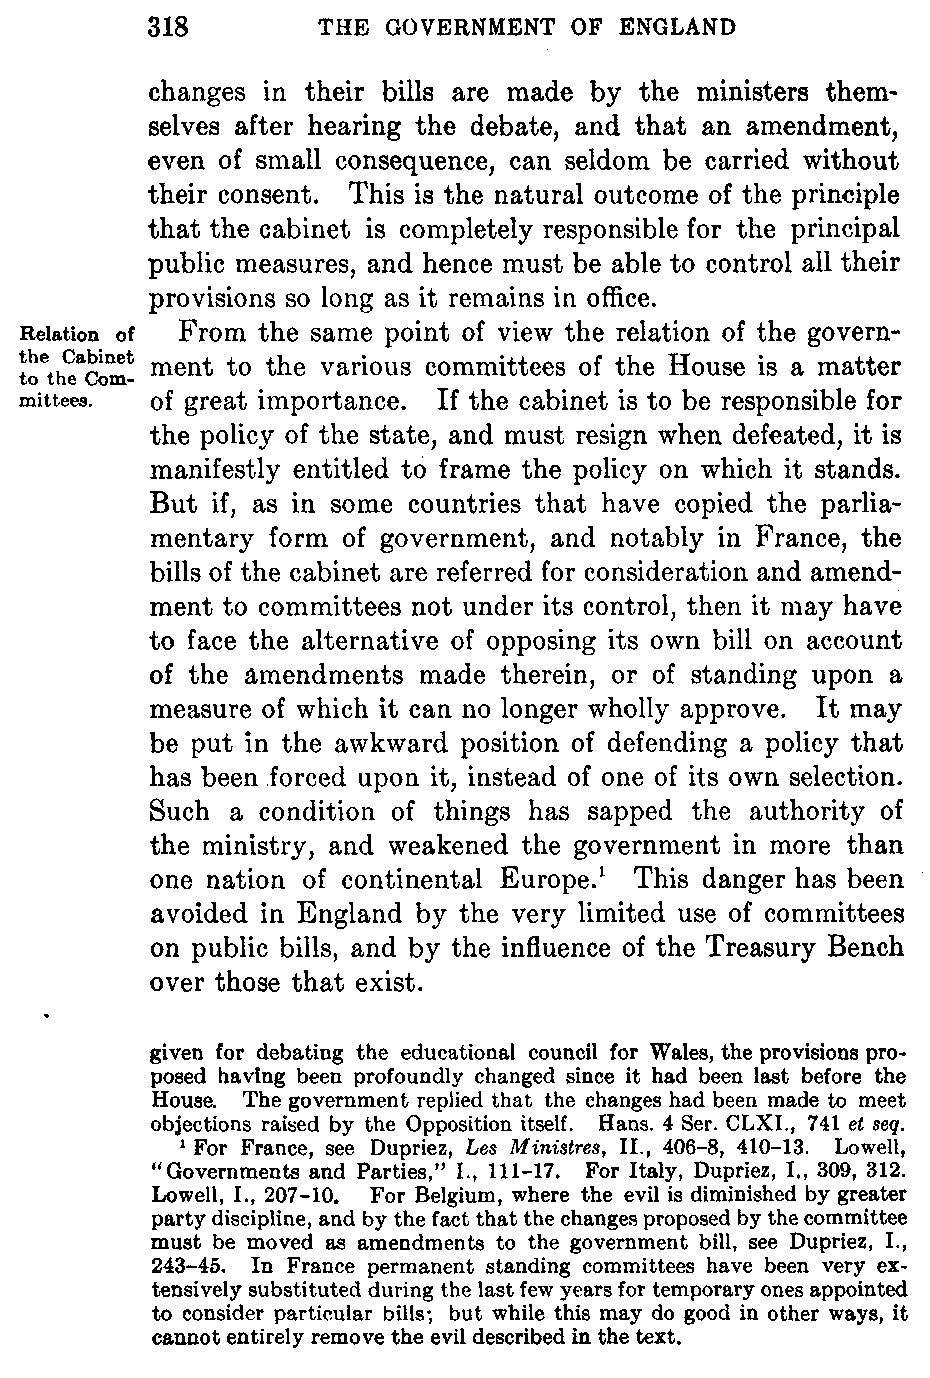 318 THE GOVERNMENT OF ENGLAND
changes in their bills are made by the ministers them-
selves after hearing the debate, and that an amendment,
even of small consequence, can seldom be carried without
their consent. This is the natural outcome of the principle
that the cabinet is completely responsible for the principal
public measures, and hence must be able to control all their
provisions so long as it remains in office.
Relation of
the Cabinet
to the Com-
mittees.
From the same point of view the relation of the govern-
ment to the various committees of the House is a matter
of great importance. If the cabinet is to be responsible for
the policy of the state, and must resign when defeated, it is
manifestly entitled to frame the policy on which it stands.
But if, as in some countries that have copied the parlia-
mentary form of government, and notably in France, the
bills of the cabinet are referred for consideration and amend-
ment to committees not under its control, then it may have
to face the alternative of opposing its own bill on account
of the amendments made therein, or of standing upon a
measure of which it can no longer wholly approve. It may
be put in the awkward position of defending a policy that
has been forced upon it, instead of one of its own selection.
Such a condition of things has sapped the authority of
the ministry, and weakened the government in more than
one nation of continental Europe.¹ This danger has been
avoided in England by the very limited use of committees
on public bills, and by the influence of the Treasury Bench
over those that exist.
given for debating the educational council for Wales, the provisions pro-
posed having been profoundly changed since it had been last before the
House. The government replied that the changes had been made to meet
objections raised by the Opposition itself. Hans. 4 Ser. CLXI., 741 et seq.
¹ For France, see Dupriez, Les Ministres, II., 406-8, 410-13. Lowell,
"Governments and Parties," I., 111-17. For Italy, Dupriez, I., 309, 312.
Lowell, I., 207-10. For Belgium, where the evil is diminished by greater
party discipline, and by the fact that the changes proposed by the committee
must be moved as amendments to the government bill, see Dupriez, I.,
243-45. In France permanent standing committees have been very ex-
tensively substituted during the last few years for temporary ones appointed
to consider particular bills; but while this may do good in other ways, it
cannot entirely remove the evil described in the text.